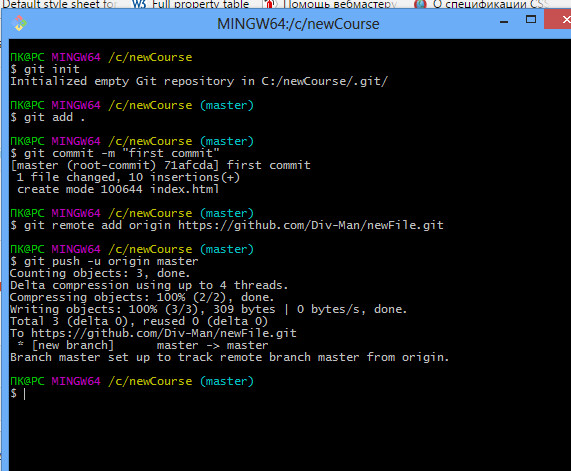 Default style sheet for
Full property table
Помощь вебмастеру
О спецификации CSS
MINGW64:/c/newCourse
ПК@PC MINGW64 /c/newCourse
$ git init
Initialized empty Git repository in C:/newCourse/.git/
ПК@PC MINGW64 /c/newCourse (master)
$ git add .
ПК@PC MINGW64 /c/newCourse (master)
$ git commit -m "first commit"
[master (root-commit) 71afcda] first commit
 1 file changed, 10 insertions(+)
 create mode 100644 index.html
ПК@PC MINGW64 /c/newCourse (master)
$ git remote add origin https://github.com/Div-Man/newFile.git
ПК@PC MINGW64 /c/newCourse (master)
$ git push -u origin master
Counting objects: 3, done.
Delta compression using up to 4 threads.
Compressing objects: 100% (2/2), done.
Writing objects: 100% (3/3), 309 bytes | 0 bytes/s, done.
Total 3 (delta 0), reused 0 (delta 0)
To https://github.com/Div-Man/newFile.git
 * [new branch]      master -> master
Branch master set up to track remote branch master from origin.
ПК@PC MINGW64 /c/newCourse (master)
$